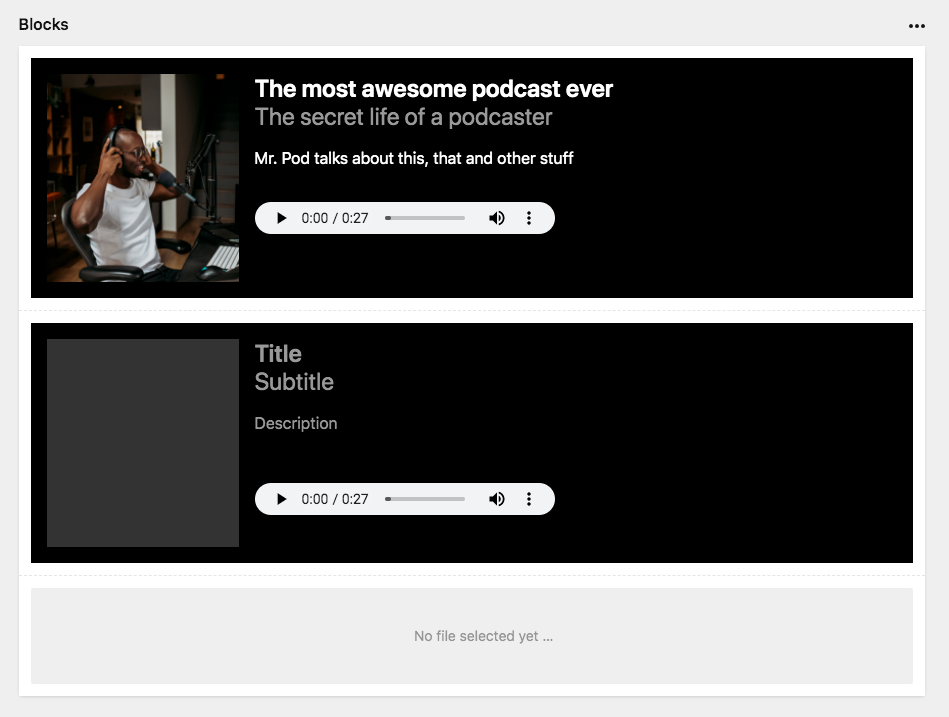 Blocks
The most awesome podcast ever
The secret life of a podcaster
Mr. Pod talks about this, that and other stuff
0:00 / 0:27
Title
Subtitle
Description
0:00 / 0:27
No file selected yet ...